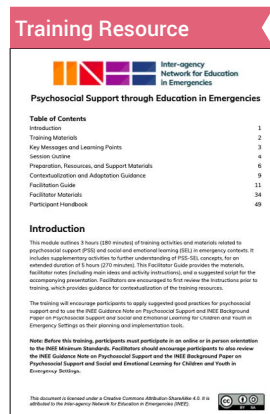 Training Resource
INEE
Inter-agency
Network for Education
in Emergencies
Psychosocial Support through Education in Emergencies
Table of Contents
Introduction 1
Training Materials 2
Key Messages and Learning Points 3
Session Outline 4
Preparation, Resources, and Support Materials 6
Contextualization and Adaptation Guidance 9
Facilitation Guide 11
Facilitator Materials 34
Participant Handbook 49
Introduction
This module outlines 3 hours (180 minutes) of training activities and materials related to
psychosocial support (PSS) and social and emotional learning (SEL) in emergency contexts. It
includes supplementary activities to further understanding of PSS-SEL concepts, for an
extended duration of 5 hours (270 minutes). This Facilitator Guide provides the materials,
facilitator notes (including main ideas and activity instructions), and a suggested script for the
accompanying presentation. Facilitators are encouraged to first review the Instructions prior to
training, which provides guidance for contextualization of the training resources.
The training will encourage participants to apply suggested good practices for psychosocial
support and to use the INEE Guidance Note on Psychosocial Support and INEE Background
Paper on Psychosocial Support and Social and Emotional Learning for Children and Youth in
Emergency Settings as their planning and implementation tools.
Note: Before this training, participants must participate in an online or in person orientation
to the INEE Minimum Standards. Facilitators should encourage participants to also review
the INEE Guidance Note on Psychosocial Support and the INEE Background Paper on
Psychosocial Support and Social and Emotional Learning for Children and Youth in
Emergency Settings.
This document is licensed under a Creative Commons Attribution-ShareAlike 4.0. It is
attributed to the Inter-agency Network for Education in Emergencies (INEE).
CC BY SA